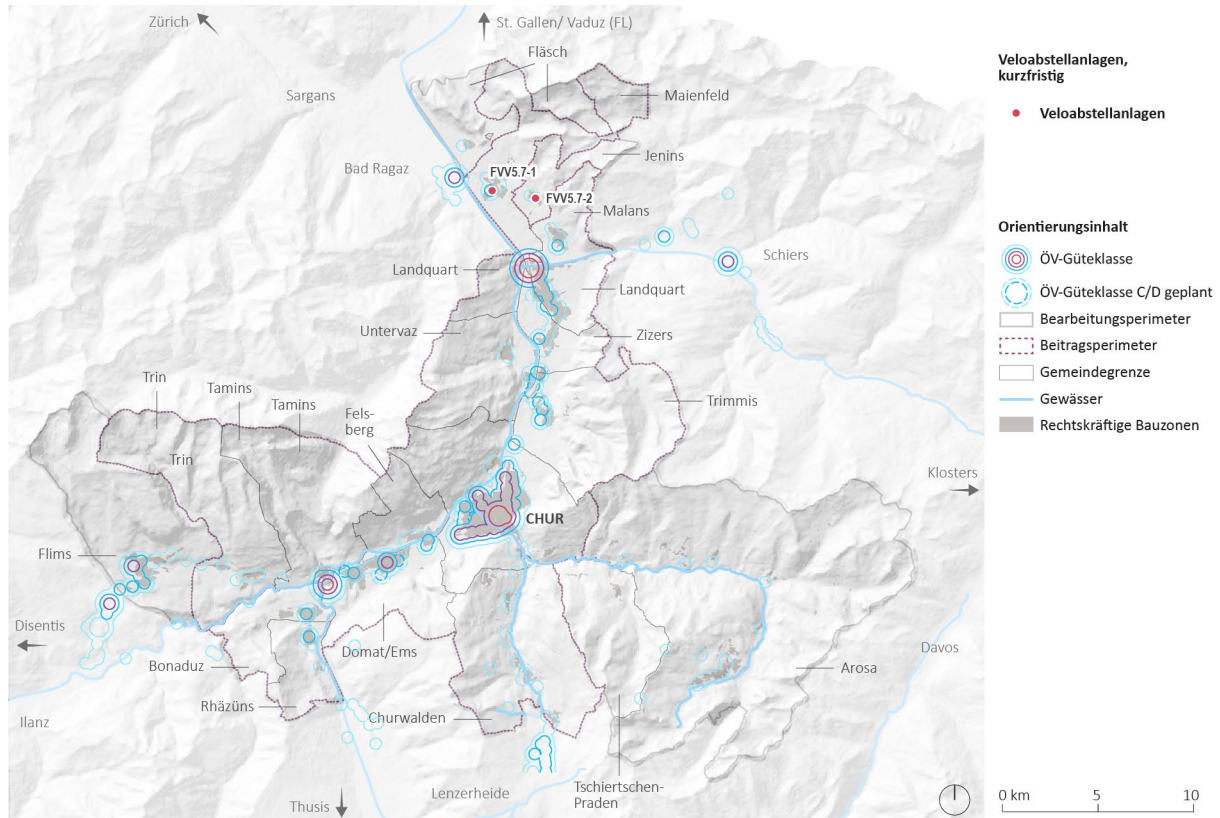 Zürich
St. Gallen/ Vaduz (FL)
Fläsch
Sargans
Maienfeld
Bad Ragaz
Jenins
FVV5.7-1
FVV5.7-2
Malans
Landquart
Schiers
Landquart
Untervaz
Zizers
Trin
Tamins
Tamins
Fels-
berg
Trimmis
Trin
Klosters
CHUR
Flims
Disentis
Bonaduz
Domat/Ems
Davos
Arosa
Rhäzüns
Churwalden
Ilanz
Tschiertschen-
Praden
Thusis
Lenzerheide
Veloabstellanlagen,
kurzfristig
Veloabstellanlagen
Orientierungsinhalt
ÖV-Güteklasse
ÖV-Güteklasse C/D geplant
Bearbeitungsperimeter
Beitragsperimeter
Gemeindegrenze
Gewässer
Rechtskräftige Bauzonen
0 km 5 10